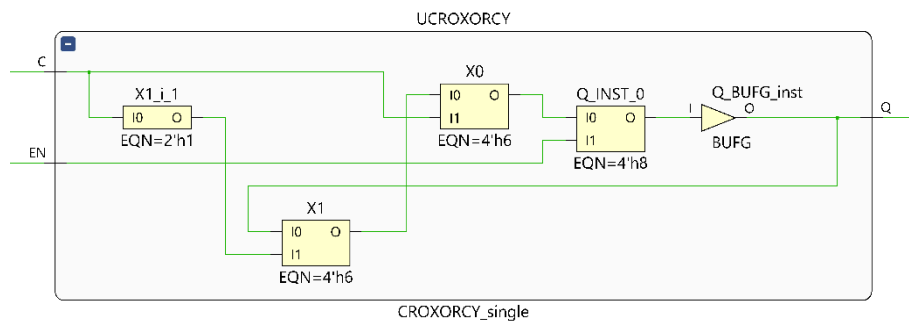 UCROXORCY
C
X0
X1_i_1
Q_INST_0
Q_BUFG_inst
I0 O
I0 O
I1
I0 O
I1
I O
Q
EQN=2'h1
EQN=4'h6
BUFG
EN
EQN=4'h8
X1
I0 O
I1
EQN=4'h6
CROXORCY_single